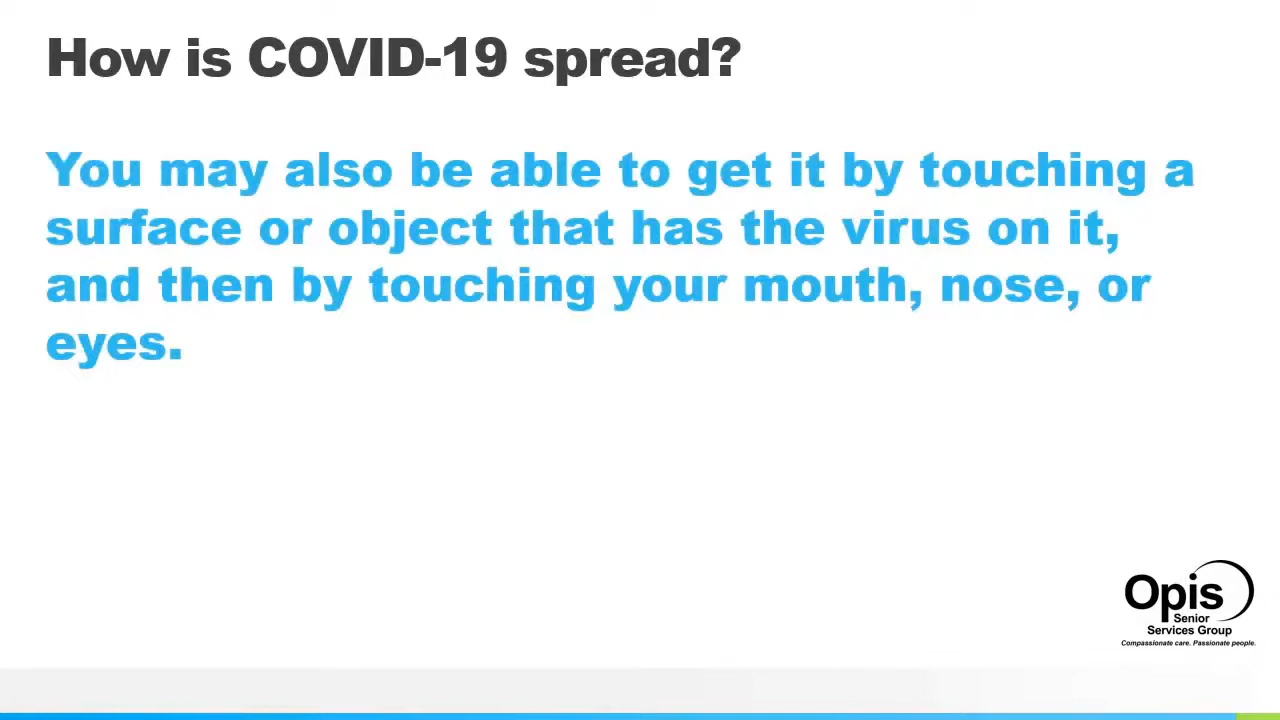 How is COVID-19 spread?
You may also be able to get it by touching a
surface or object that has the virus on it,
and then by touching your mouth, nose, or
eyes.
Opis
Senior
Services Group
Compassionate care. Passionate people.